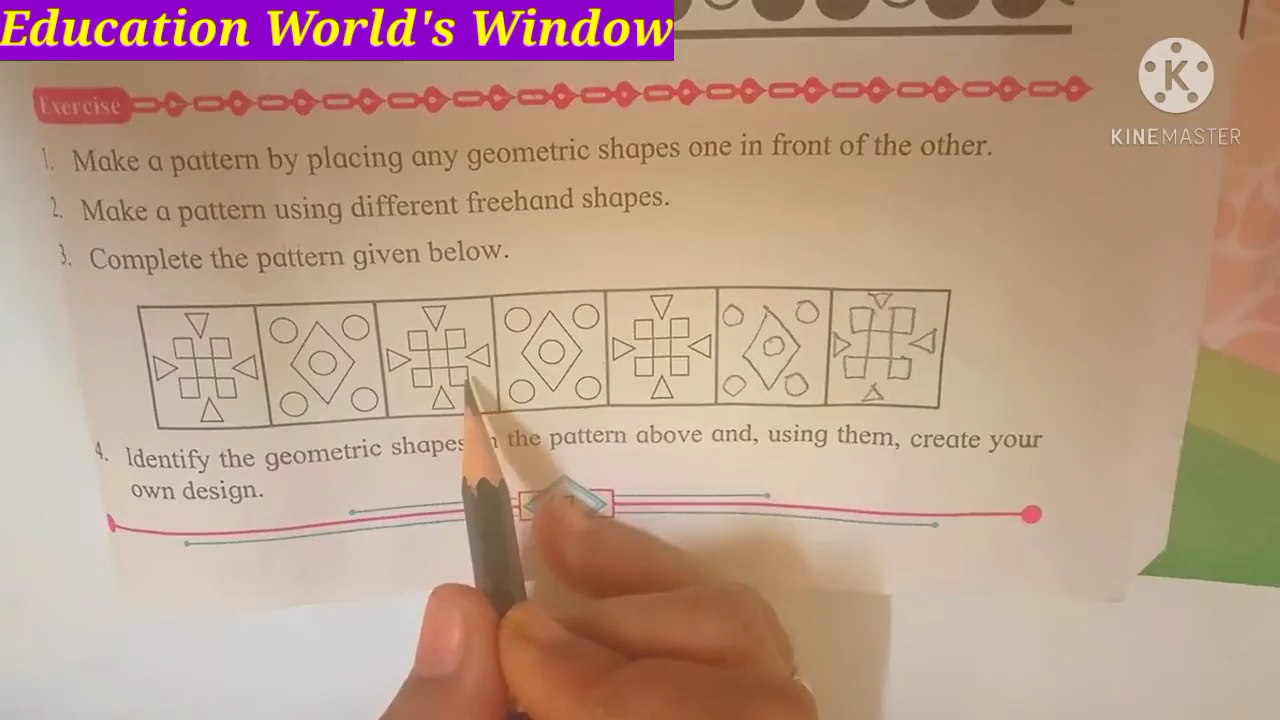 Education World's Window
K
KINEMASTER
Exercise
1. Make a pattern by placing any geometric shapes one in front of the other.
2. Make a pattern using different freehand shapes.
3. Complete the pattern given below.
4. Identify the geometric shapes the pattern above and, using them, create your
own design.